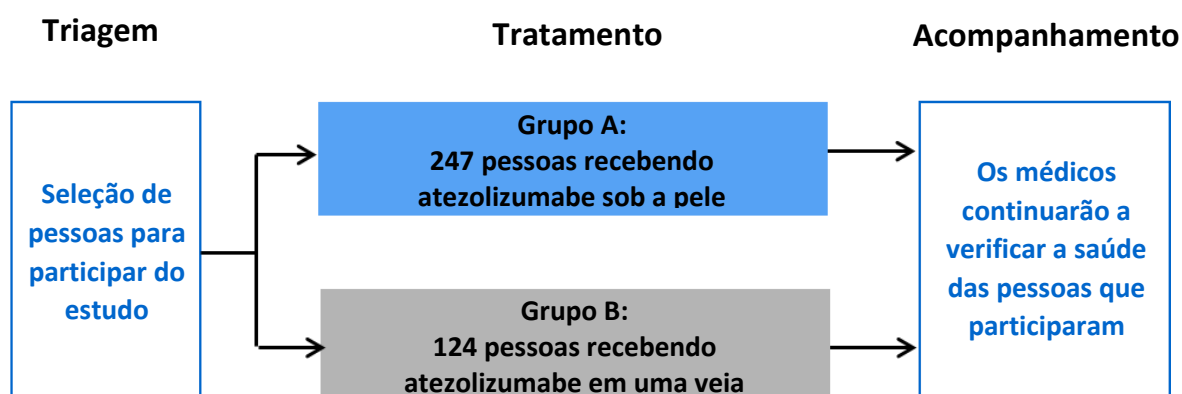 Triagem
Tratamento
Acompanhamento
Seleção de
pessoas para
participar do
estudo
Grupo A:
247 pessoas recebendo
atezolizumabe sob a pele
Grupo B:
124 pessoas recebendo
atezolizumabe em uma veia
Os médicos
continuarão a
verificar a saúde
das pessoas que
participaram